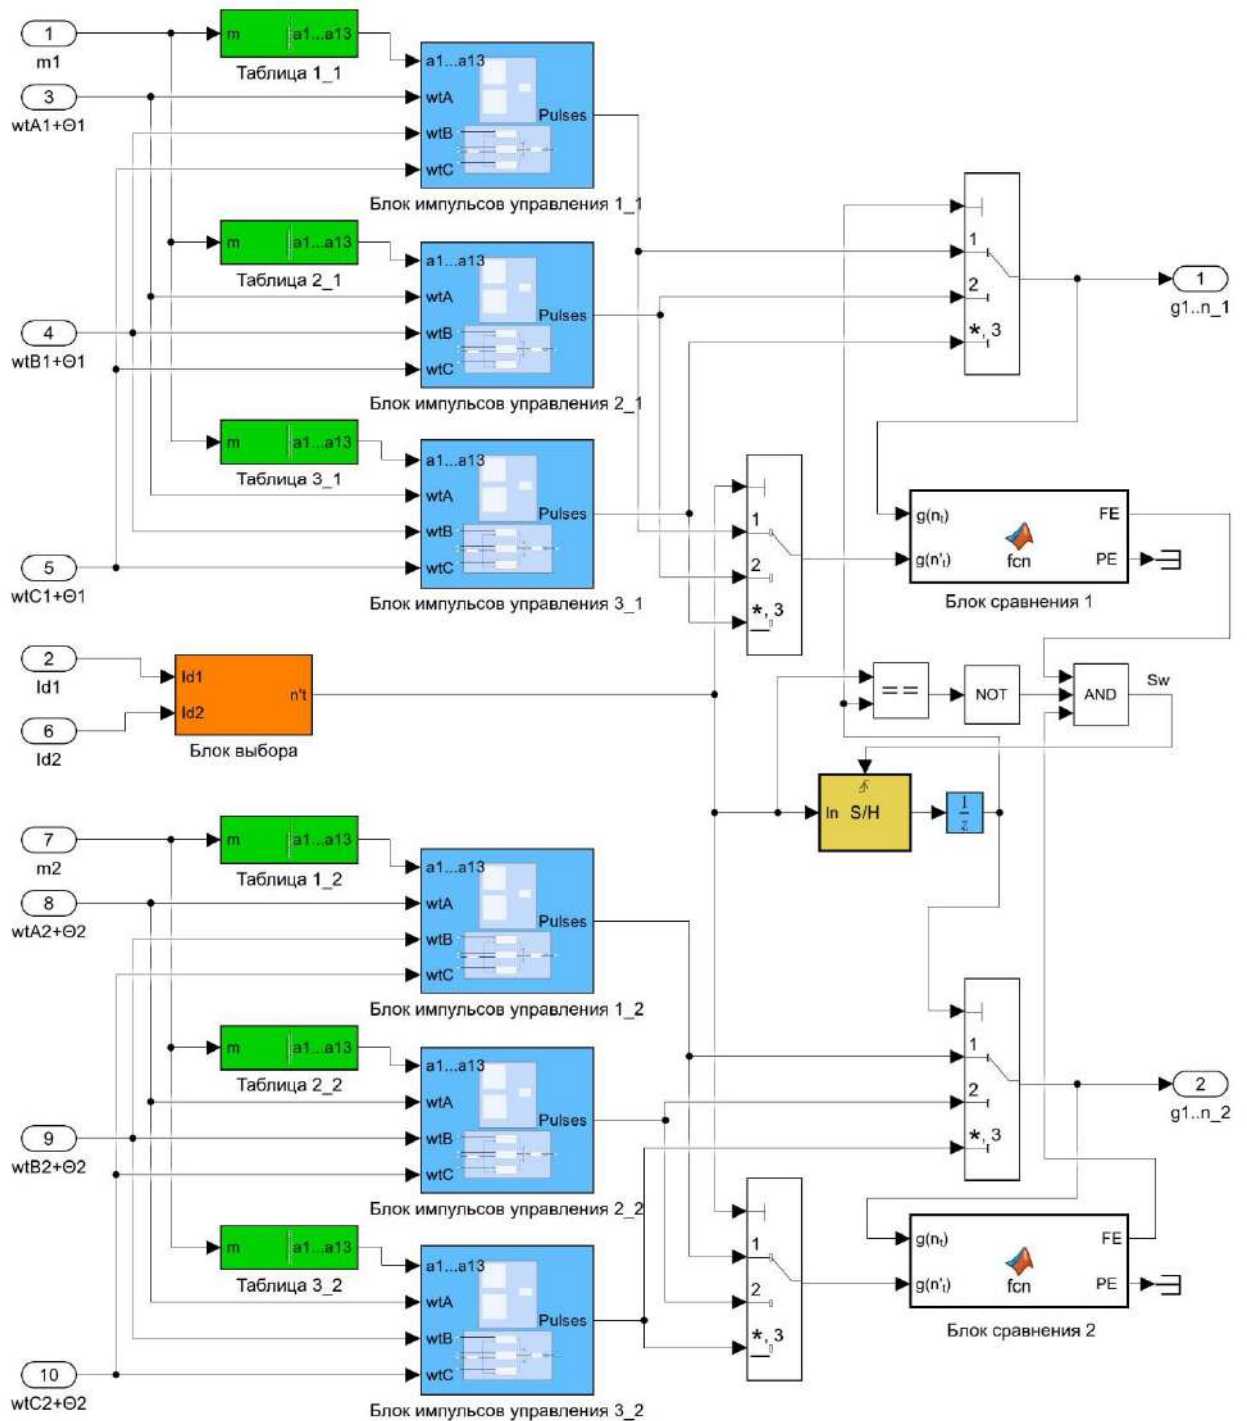 1
m1
m a1...a13
Таблица 1_1
3
wtA1+Θ1
a1...a13
wtA
wtB
wtC
Pulses
Блок импульсов управления 1_1
m a1...a13
Таблица 2_1
4
wtB1+Θ1
a1...a13
wtA
wtB
wtC
Pulses
Блок импульсов управления 2_1
m a1...a13
Таблица 3_1
5
wtC1+Θ1
a1...a13
wtA
wtB
wtC
Pulses
Блок импульсов управления 3_1
1
2
*, 3
1
g1..n_1
1
2
*, 3
g(nt)
g(n't)
fcn
FE
PE
Блок сравнения 1
2
Id1
6
Id2
Id1
Id2
n't
Блок выбора
==
NOT
AND
Sw
In S/H
1
z
7
m2
m a1...a13
Таблица 1_2
8
wtA2+Θ2
a1...a13
wtA
wtB
wtC
Pulses
Блок импульсов управления 1_2
m a1...a13
Таблица 2_2
9
wtB2+Θ2
a1...a13
wtA
wtB
wtC
Pulses
Блок импульсов управления 2_2
m a1...a13
Таблица 3_2
10
wtC2+Θ2
a1...a13
wtA
wtB
wtC
Pulses
Блок импульсов управления 3_2
1
2
*, 3
2
g1..n_2
1
2
*, 3
g(nt)
g(n't)
fcn
FE
PE
Блок сравнения 2